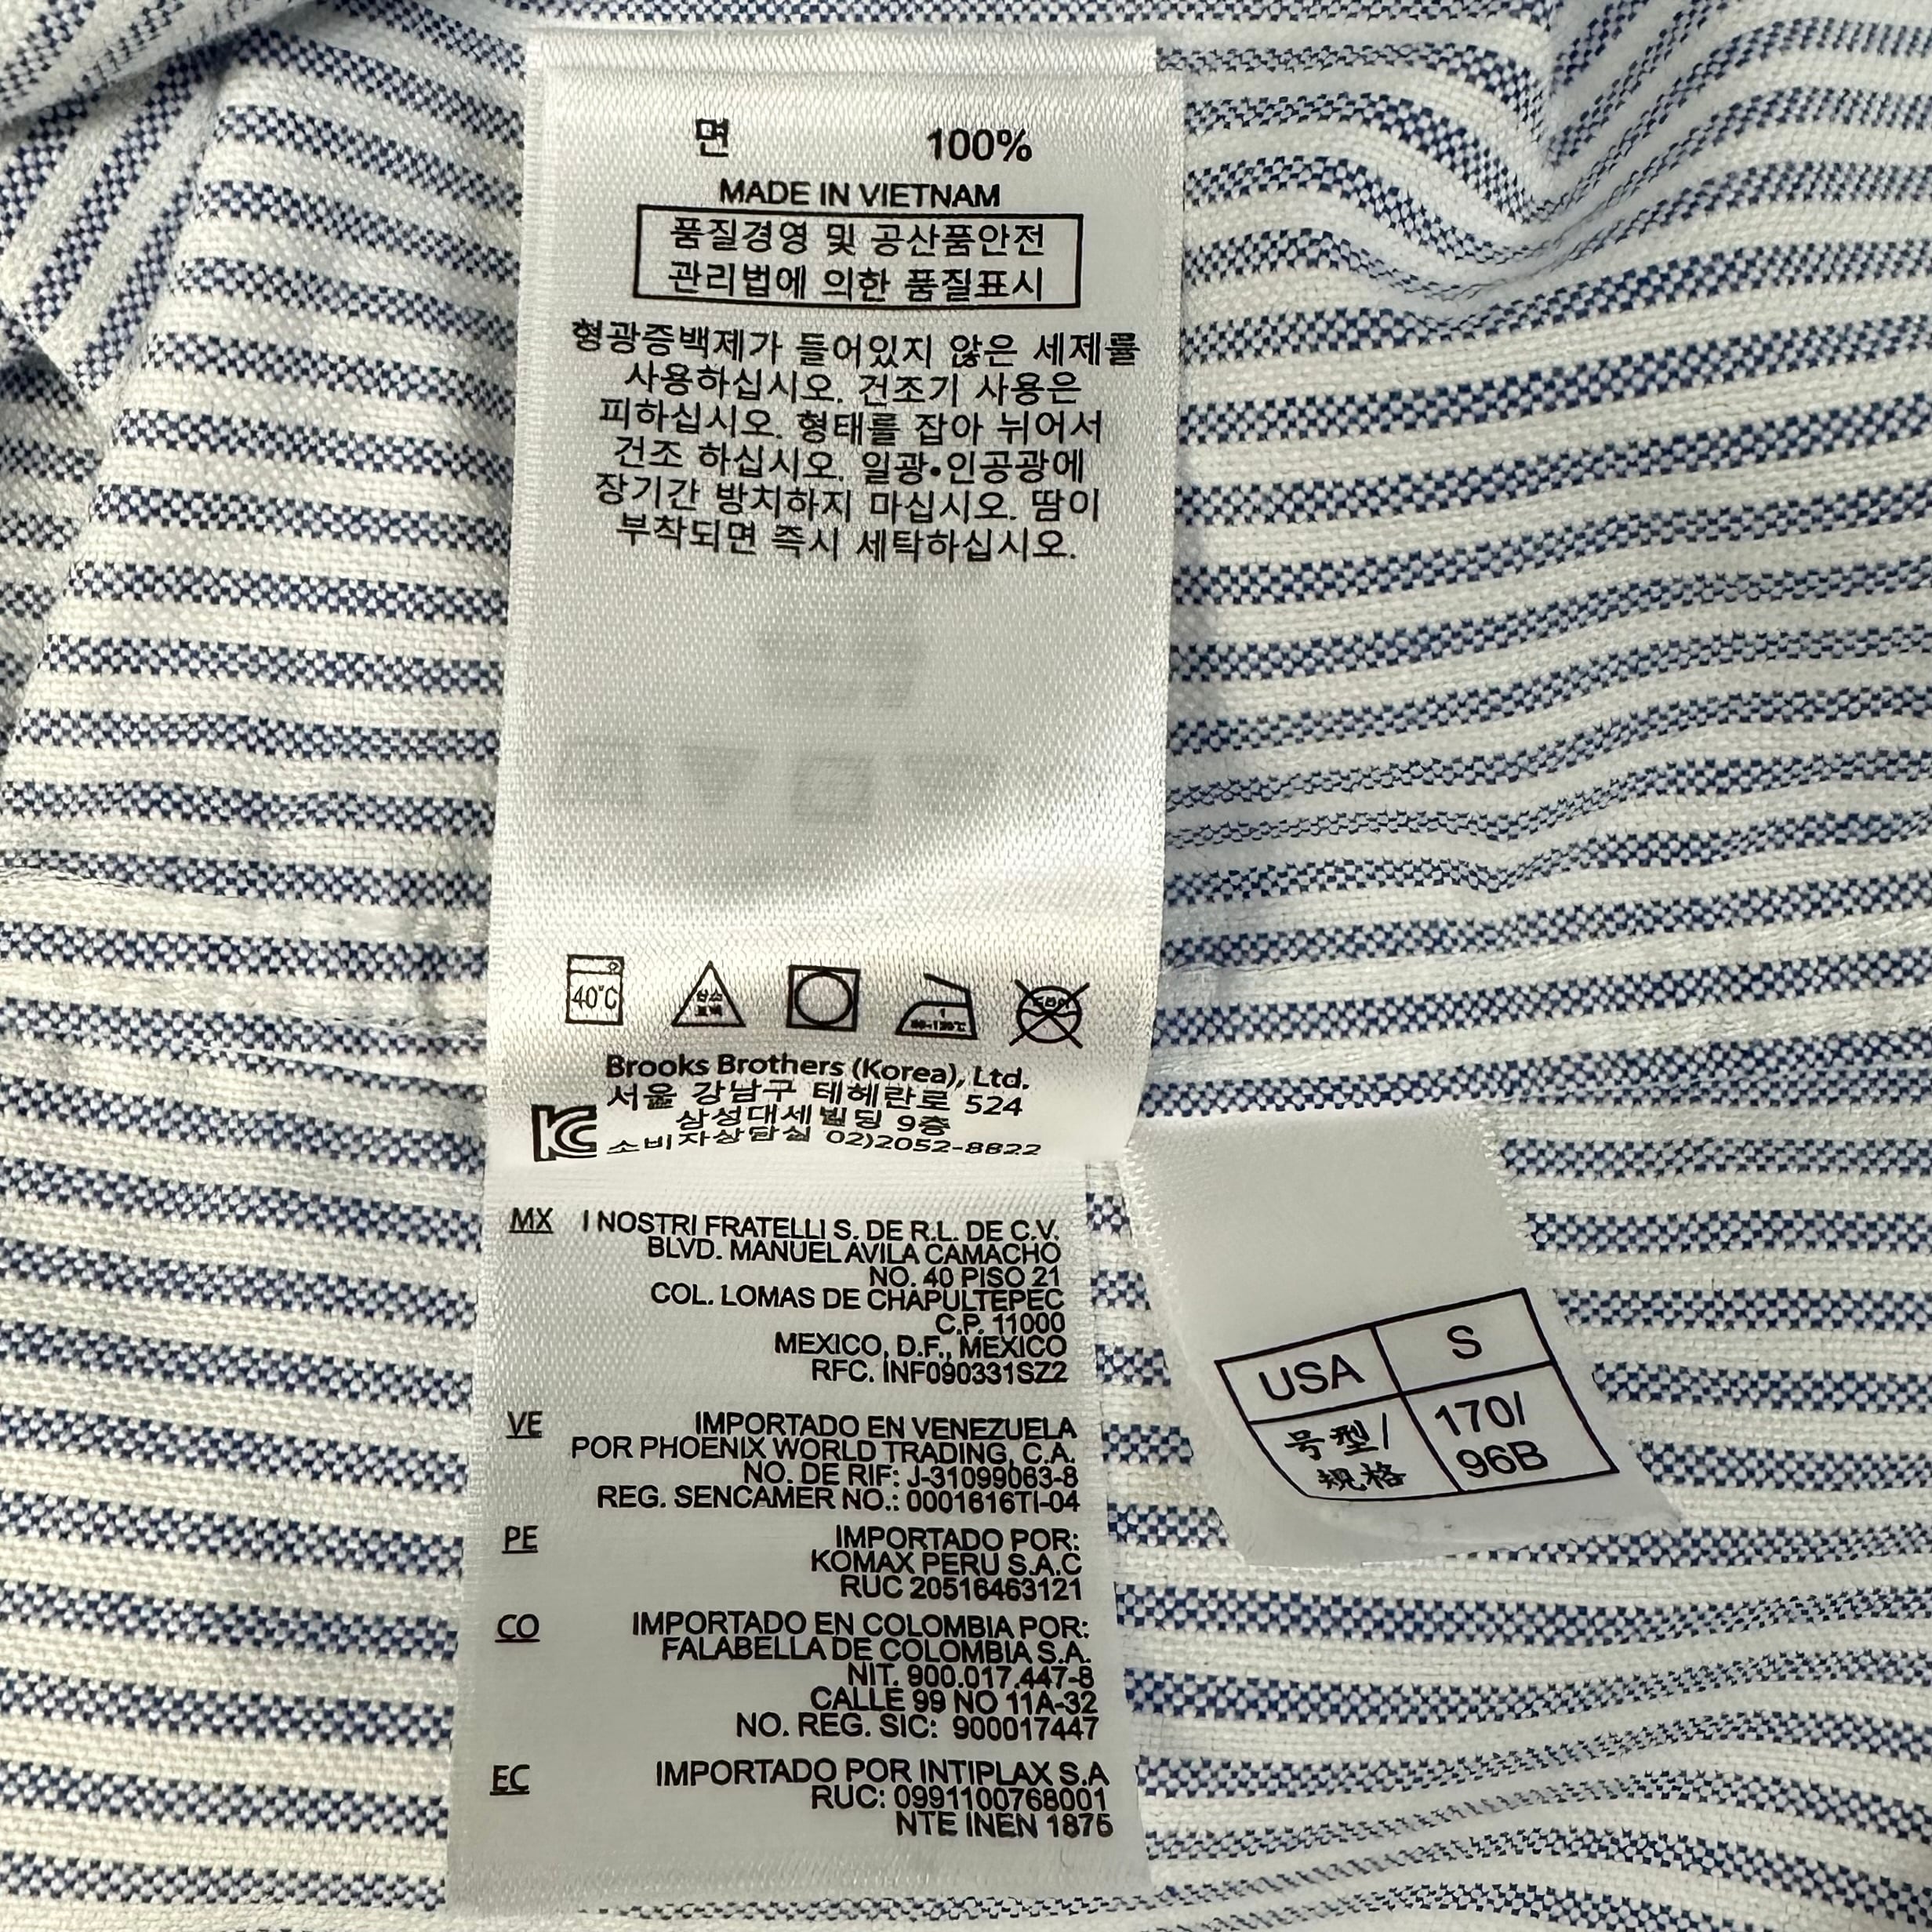 면 100%
MADE IN VIETNAM
품질경영 및 공산품안전
관리법에 의한 품질표시
형광증백제가 들어있지 않은 세제를
사용하십시오. 건조기 사용은
피하십시오. 형태를 잡아 뉘어서
건조 하십시오. 일광•인공광에
장기간 방치하지 마십시오. 땀이
부착되면 즉시 세탁하십시오.
40°C
Brooks Brothers (Korea), Ltd.
서울 강남구 테헤란로 524
삼성대세빌딩 9층
소비자상담실 02)2052-8822
MX I NOSTRI FRATELLI S. DE R.L. DE C.V.
BLVD. MANUEL AVILA CAMACHO
NO. 40 PISO 21
COL. LOMAS DE CHAPULTEPEC
C.P. 11000
MEXICO, D.F., MEXICO
RFC. INF090331SZ2
VE IMPORTADO EN VENEZUELA
POR PHOENIX WORLD TRADING, C.A.
NO. DE RIF: J-31099063-8
REG. SENCAMER NO.: 0001616TI-04
PE IMPORTADO POR:
KOMAX PERU S.A.C
RUC 20516463121
CO IMPORTADO EN COLOMBIA POR:
FALABELLA DE COLOMBIA S.A.
NIT. 900.017.447-8
CALLE 99 NO 11A-32
NO. REG. SIC: 900017447
EC IMPORTADO POR INTIPLAX S.A
RUC: 0991100768001
NTE INEN 1875
USA S
号型/ 170/
规格 96B